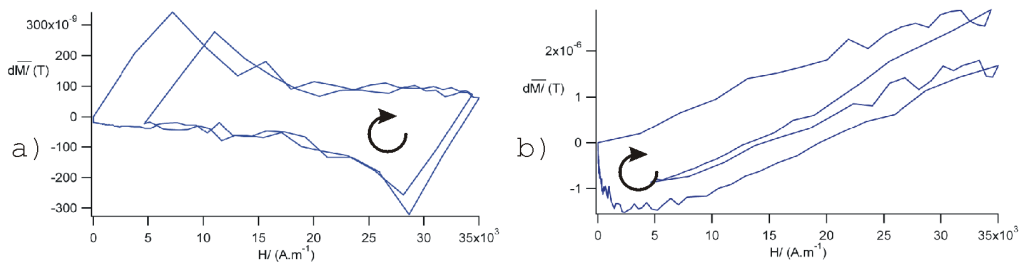 300x10⁻⁹
200
100
0
-100
-200
-300
dM̅/ (T)
a)
0 5 10 15 20 25 30 35x10³
H/ (A.m⁻¹)
2x10⁻⁶
1
0
-1
dM̅/ (T)
b)
0 5 10 15 20 25 30 35x10³
H/ (A.m⁻¹)